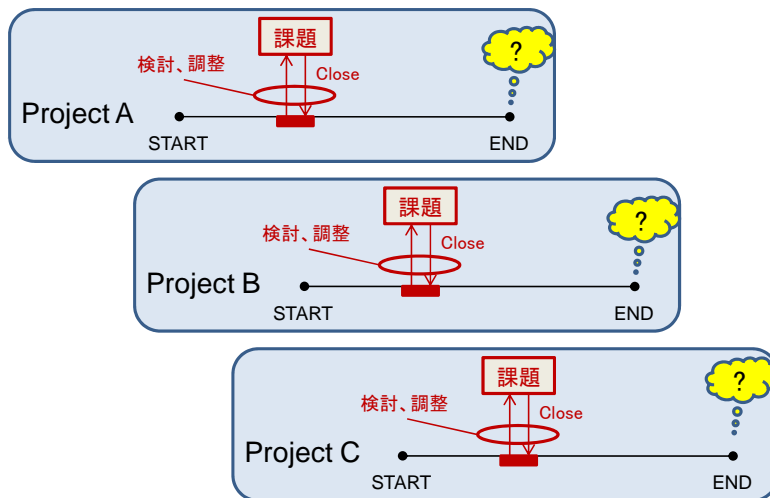 課題
?
検討、調整
Close
Project A
START
END
課題
?
検討、調整
Close
Project B
START
END
課題
?
検討、調整
Close
Project C
START
END